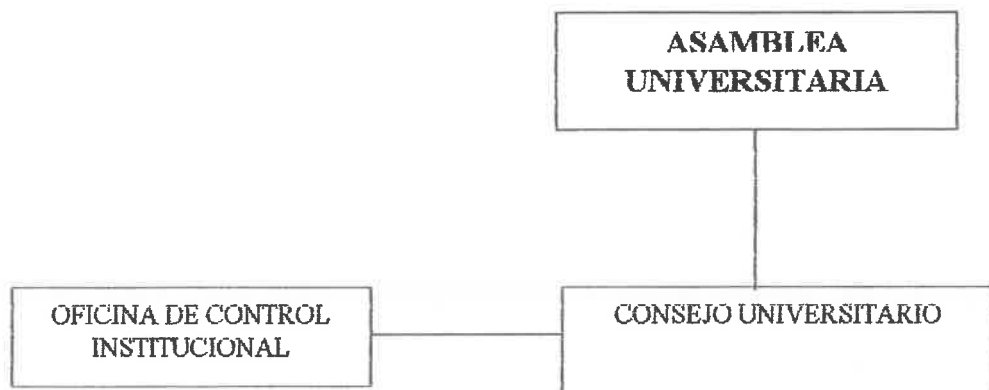 ASAMBLEA
UNIVERSITARIA
OFICINA DE CONTROL
INSTITUCIONAL
CONSEJO UNIVERSITARIO